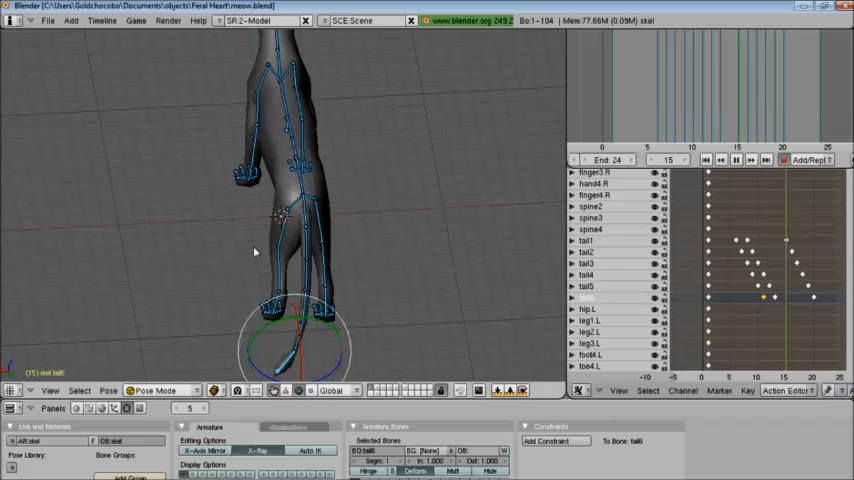 Blender [C:\Users\Goldchocobo\Documents\objects\Feral Heart\meow.blend]
File Add Timeline Game Render Help SR:2-Model SCE:Scene www.blender.org 249.2 Bo:1-104 | Mem:77.66M (0.09M) skel
0 5 10 15 20 25
End: 24 15 Add/Repl
finger3.R
hand4.R
finger4.R
spine2
spine3
spine4
tail1
tail2
tail3
tail4
tail5
tail6
hip.L
leg1.L
leg2.L
leg3.L
foot4.L
toe4.L
(15) skel tail6
-10 -5 0 5 10 15 20 25
View Select Pose Pose Mode Global
View Select Channel Marker Key Action Editor
Panels 5
Link and Materials
AR:skel F OB:skel
Pose Library: Bone Groups:
Add Group
Armature Visualisations
Editing Options
X-Axis Mirror X-Ray Auto IK
Display Options
Armature Bones
Selected Bones
BO:tail6 BG: [None] OB: W
Segm: 1 In: 1.000 Out: 1.000
Hinge S Deform Mult Hide
Constraints
Add Constraint To Bone: tail6